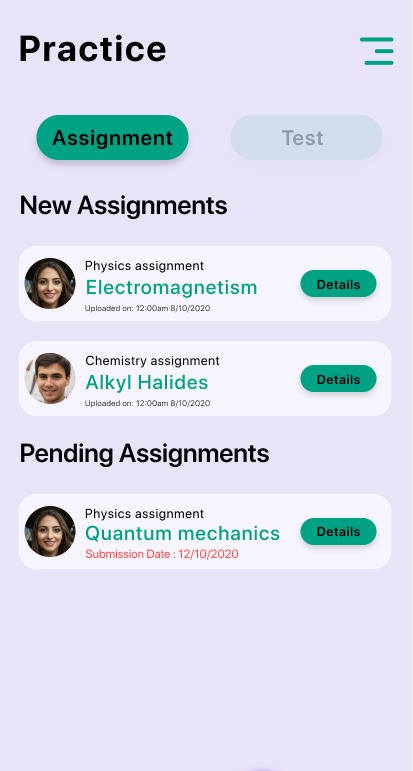 Practice
Assignment
Test
New Assignments
Physics assignment
Electromagnetism
Uploaded on: 12:00am 8/10/2020
Details
Chemistry assignment
Alkyl Halides
Uploaded on: 12:00am 8/10/2020
Details
Pending Assignments
Physics assignment
Quantum mechanics
Submission Date : 12/10/2020
Details